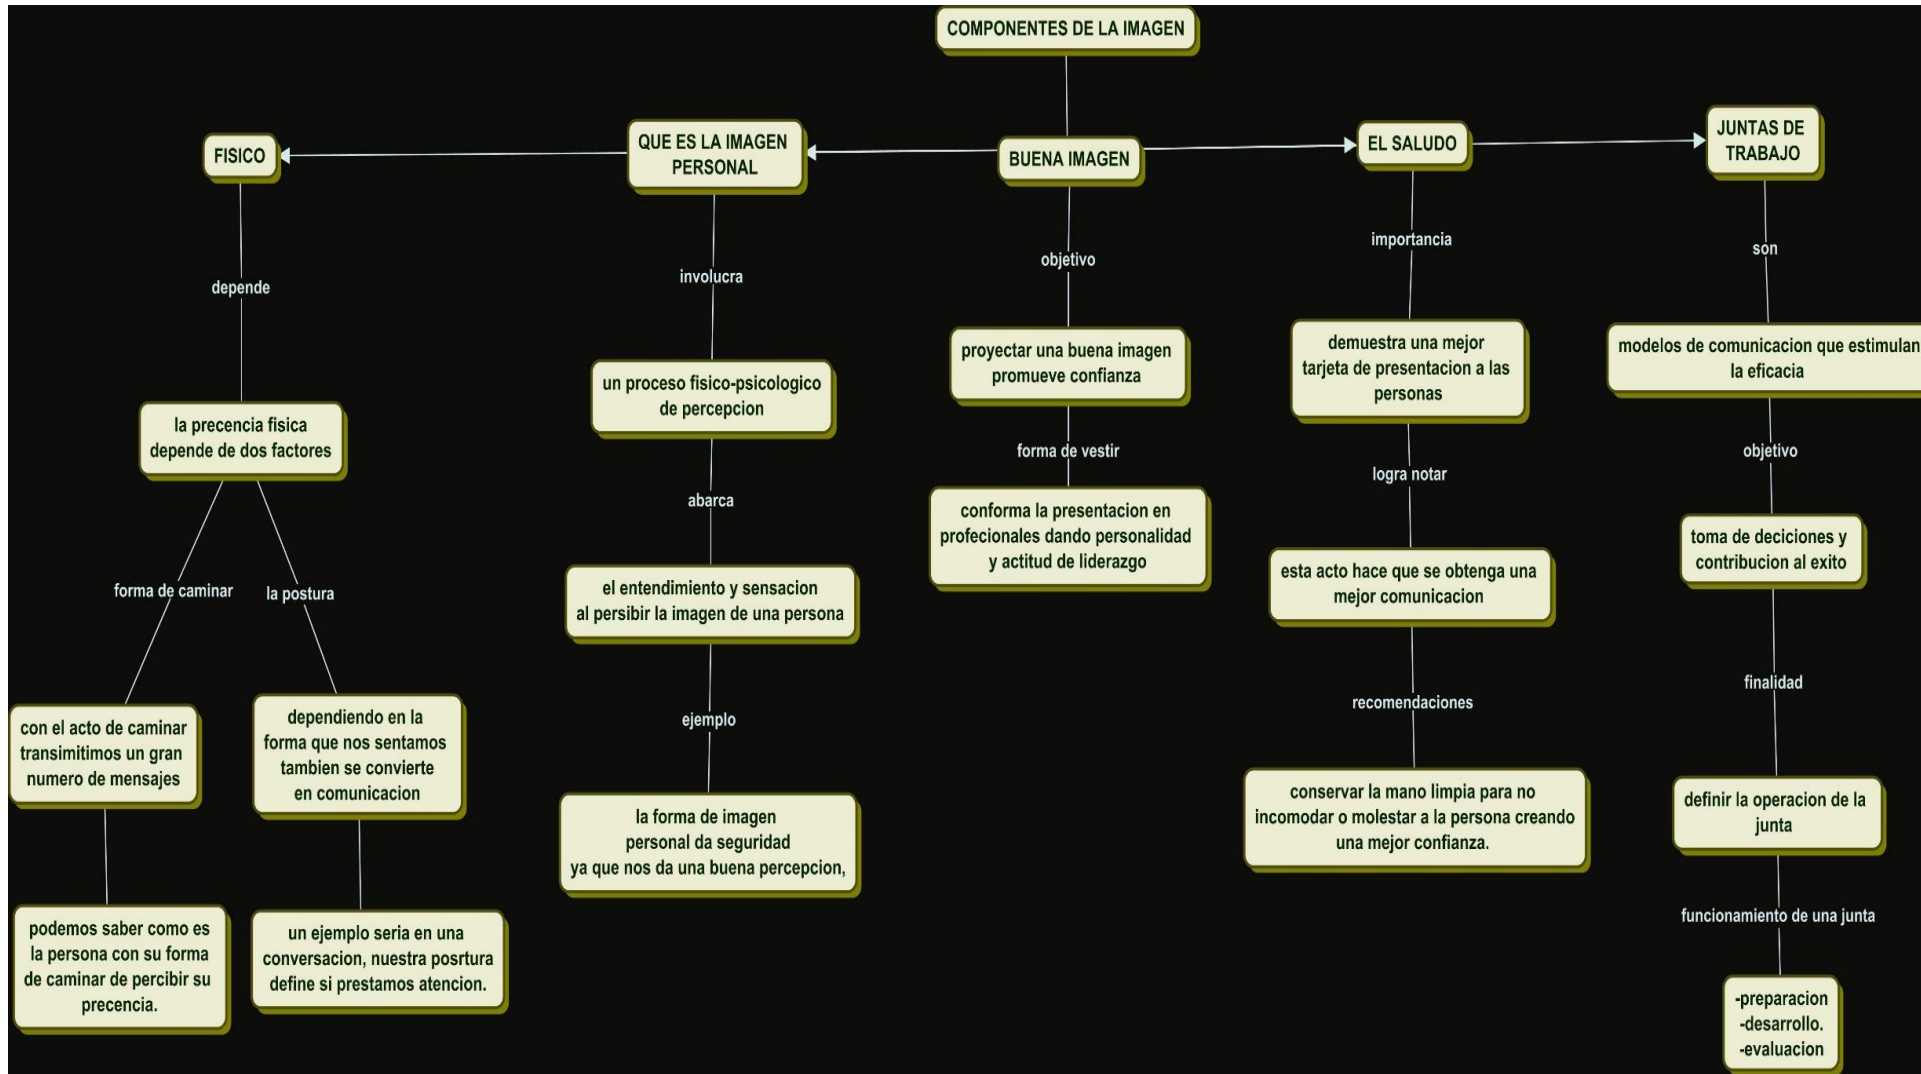 COMPONENTES DE LA IMAGEN
FISICO
QUE ES LA IMAGEN
PERSONAL
BUENA IMAGEN
EL SALUDO
JUNTAS DE
TRABAJO
depende
la precencia fisica
depende de dos factores
forma de caminar
la postura
con el acto de caminar
transimitimos un gran
numero de mensajes
dependiendo en la
forma que nos sentamos
tambien se convierte
en comunicacion
podemos saber como es
la persona con su forma
de caminar de percibir su
precencia.
un ejemplo seria en una
conversacion, nuestra posrtura
define si prestamos atencion.
involucra
un proceso fisico-psicologico
de percepcion
abarca
el entendimiento y sensacion
al persibir la imagen de una persona
ejemplo
la forma de imagen
personal da seguridad
ya que nos da una buena percepcion,
objetivo
proyectar una buena imagen
promueve confianza
forma de vestir
conforma la presentacion en
profecionales dando personalidad
y actitud de liderazgo
importancia
demuestra una mejor
tarjeta de presentacion a las
personas
logra notar
esta acto hace que se obtenga una
mejor comunicacion
recomendaciones
conservar la mano limpia para no
incomodar o molestar a la persona creando
una mejor confianza.
son
modelos de comunicacion que estimulan
la eficacia
objetivo
toma de deciciones y
contribucion al exito
finalidad
definir la operacion de la
junta
funcionamiento de una junta
-preparacion
-desarrollo.
-evaluacion